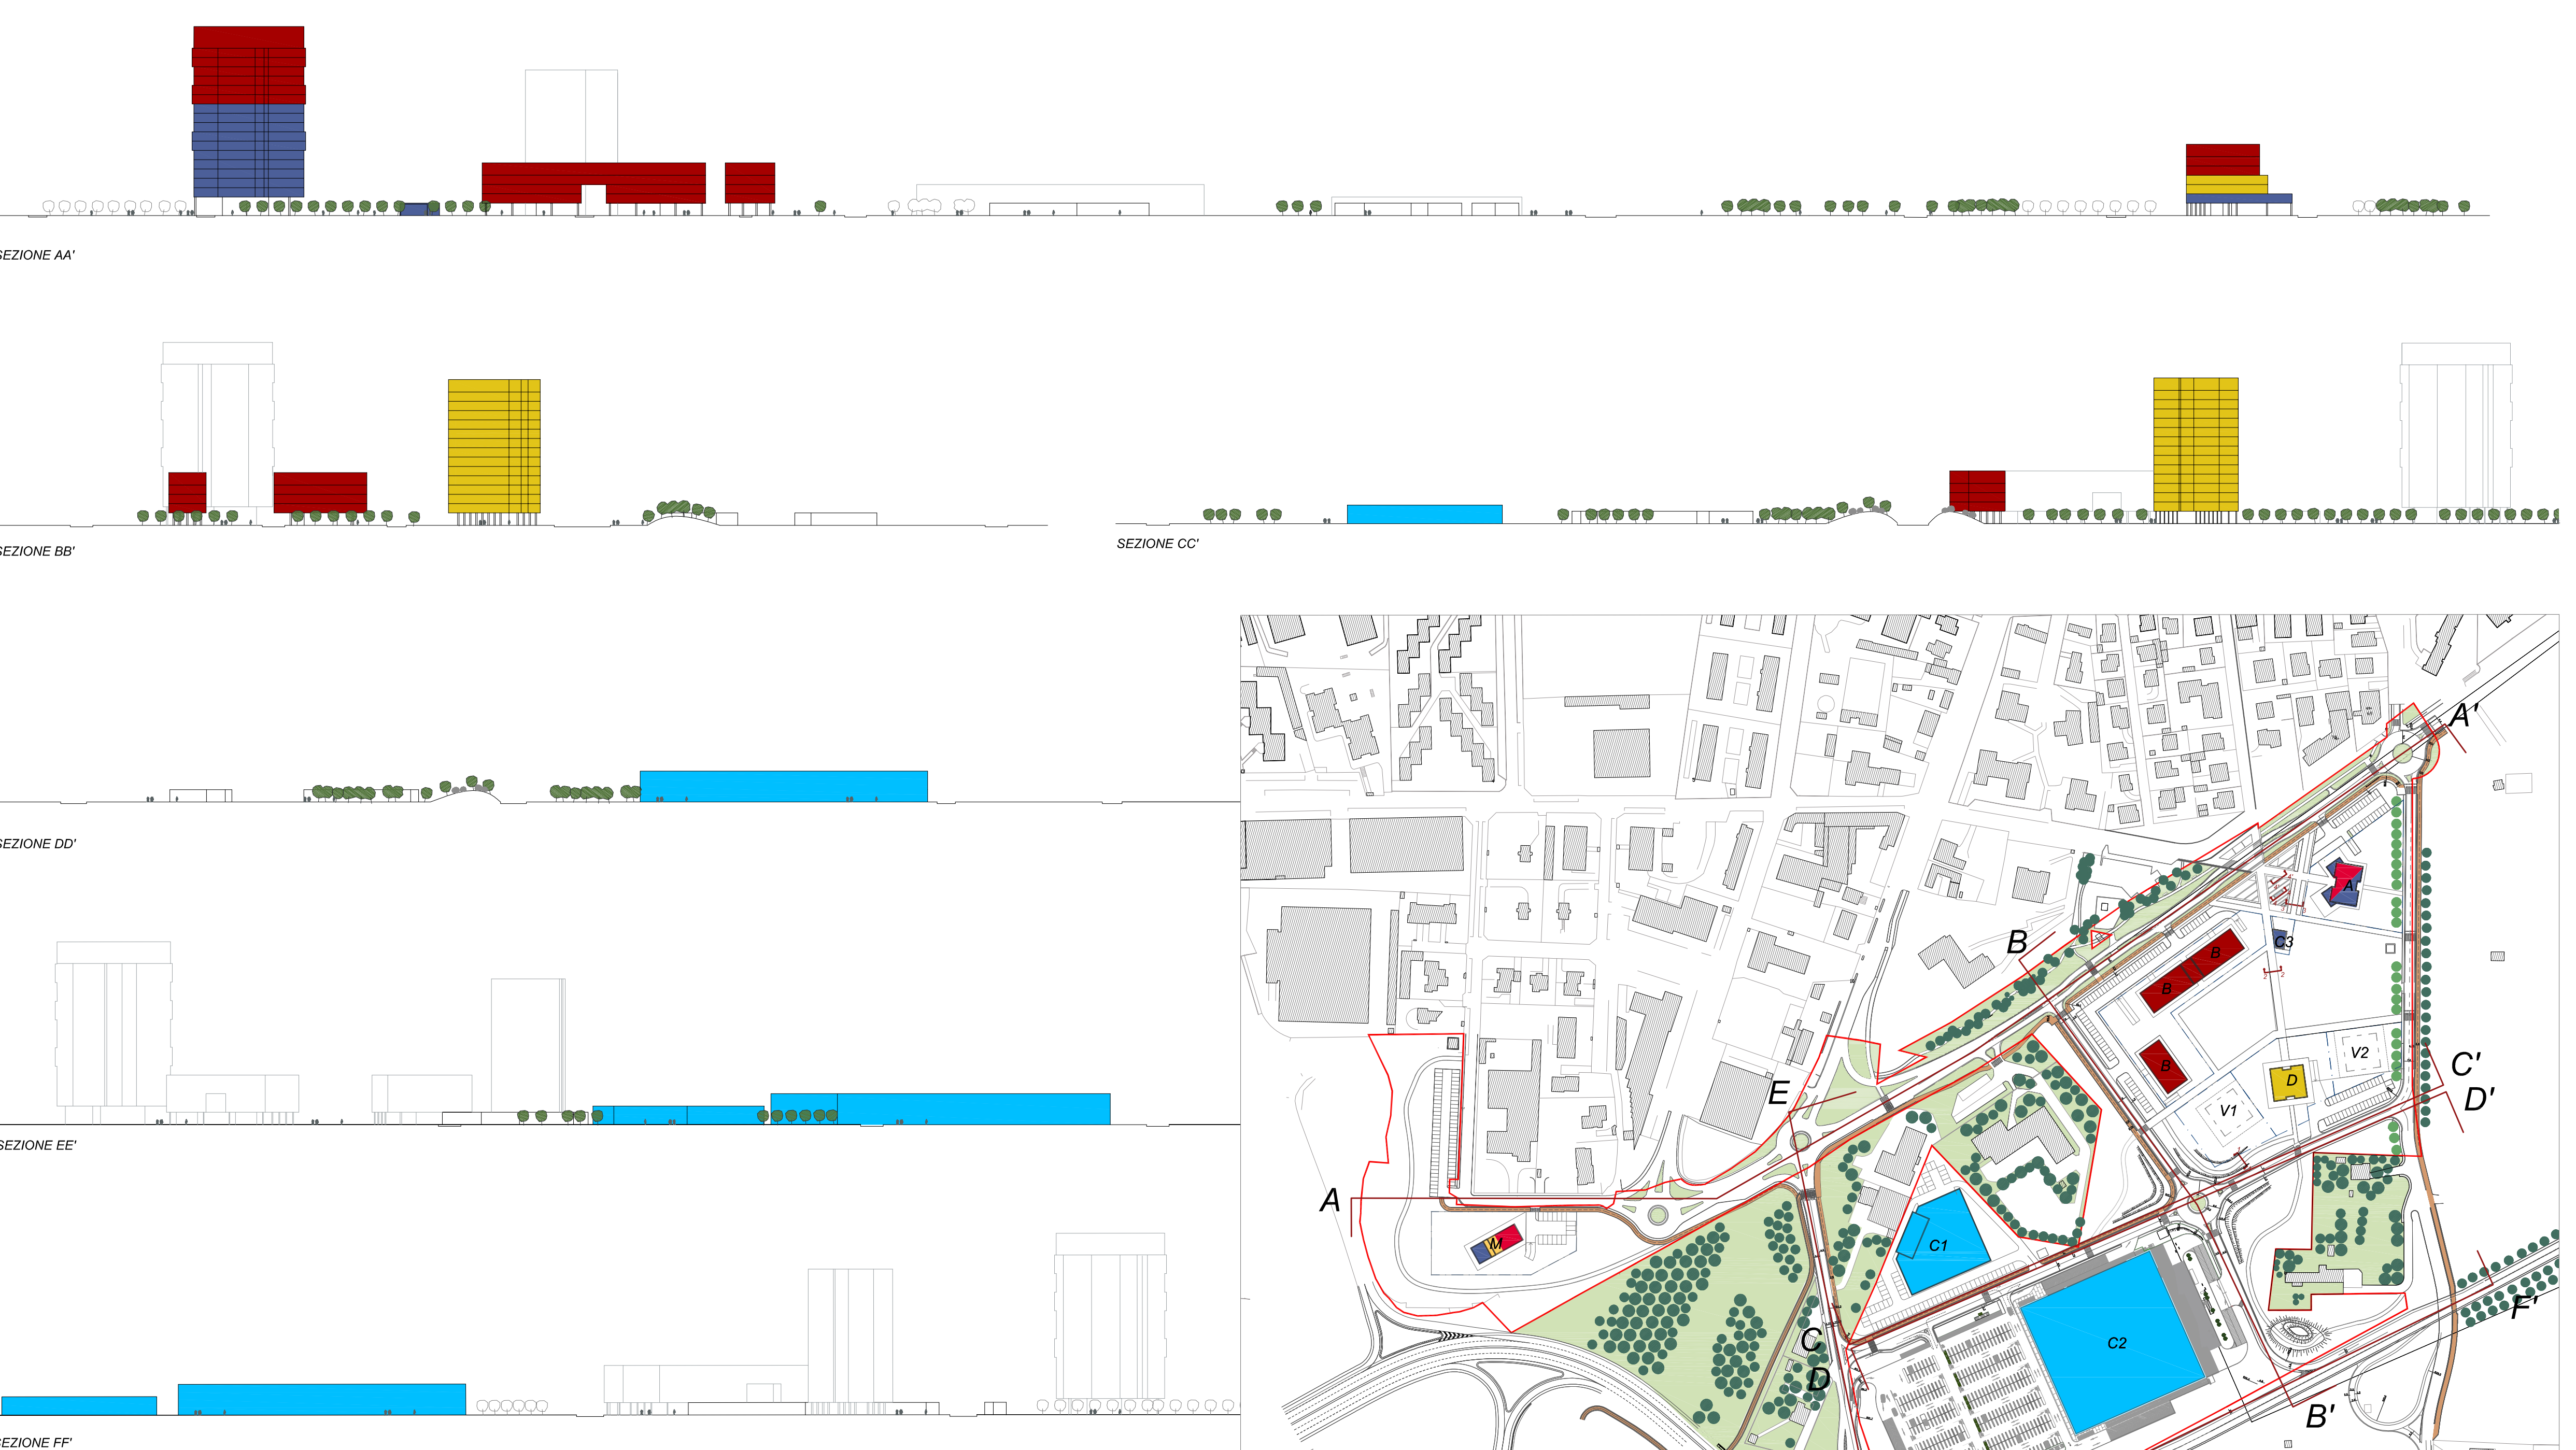 SEZIONE AA'
SEZIONE BB'
SEZIONE CC'
SEZIONE DD'
SEZIONE EE'
SEZIONE FF'
A'
A
B
C3
B
B
E
V2
C'
B
D
D'
V1
A
M
C1
F'
C
C2
D
B'